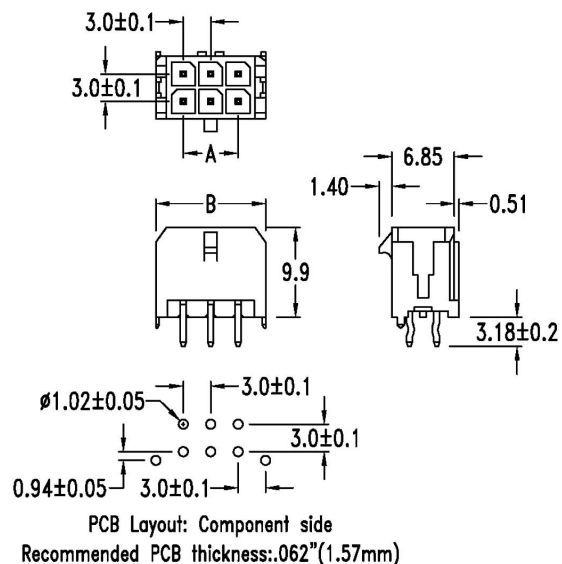 3.0±0.1
3.0±0.1
A
6.85
1.40
0.51
B
9.9
3.18±0.2
ø1.02±0.05
3.0±0.1
3.0±0.1
0.94±0.05
3.0±0.1
PCB Layout: Component side
Recommended PCB thickness:.062”(1.57mm)